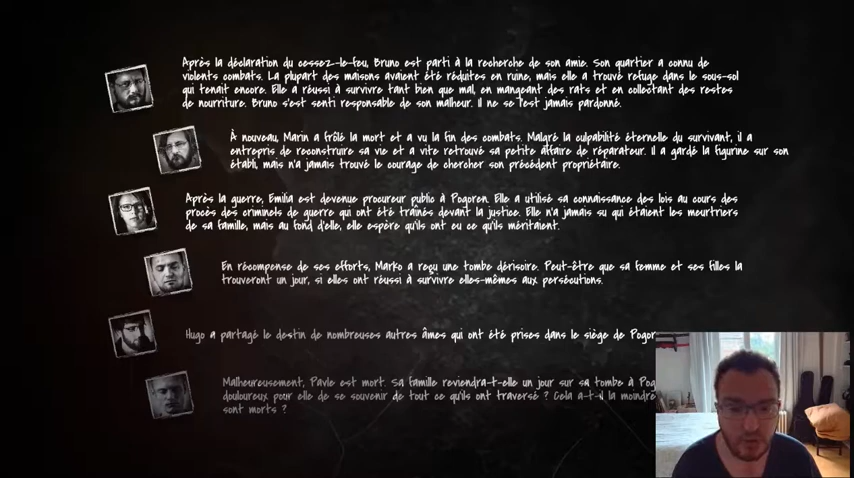 Après la déclaration du cessez-le-feu, Bruno est parti à la recherche de son amie. Son quartier a connu de
violents combats. La plupart des maisons avaient été réduites en ruine, mais elle a trouvé refuge dans le sous-sol
qui tenait encore. Elle a réussi à survivre tant bien que mal, en mangeant des rats et en collectant des restes
de nourriture. Bruno s'est senti responsable de son malheur. Il ne se l'est jamais pardonné.
À nouveau, Marin a frôlé la mort et a vu la fin des combats. Malgré la culpabilité éternelle du survivant, il a
entrepris de reconstruire sa vie et a vite retrouvé sa petite affaire de réparateur. Il a gardé la figurine sur son
établi, mais n'a jamais trouvé le courage de chercher son précédent propriétaire.
Après la guerre, Emilia est devenue procureur public à Pogoren. Elle a utilisé sa connaissance des lois au cours des
procès des criminels de guerre qui ont été traînés devant la justice. Elle n'a jamais su qui étaient les meurtriers
de sa famille, mais au fond d'elle, elle espère qu'ils ont eu ce qu'ils méritaient.
En récompense de ses efforts, Marko a reçu une tombe dérisoire. Peut-être que sa femme et ses filles la
trouveront un jour, si elles ont réussi à survivre elles-mêmes aux persécutions.
Hugo a partagé le destin de nombreuses autres âmes qui ont été prises dans le siège de Pogor
Malheureusement, Pavle est mort. Sa famille reviendra-t-elle un jour sur sa tombe à Pog
douloureux pour elle de se souvenir de tout ce qu'ils ont traversé ? Cela a-t-il la moindre
sont morts ?